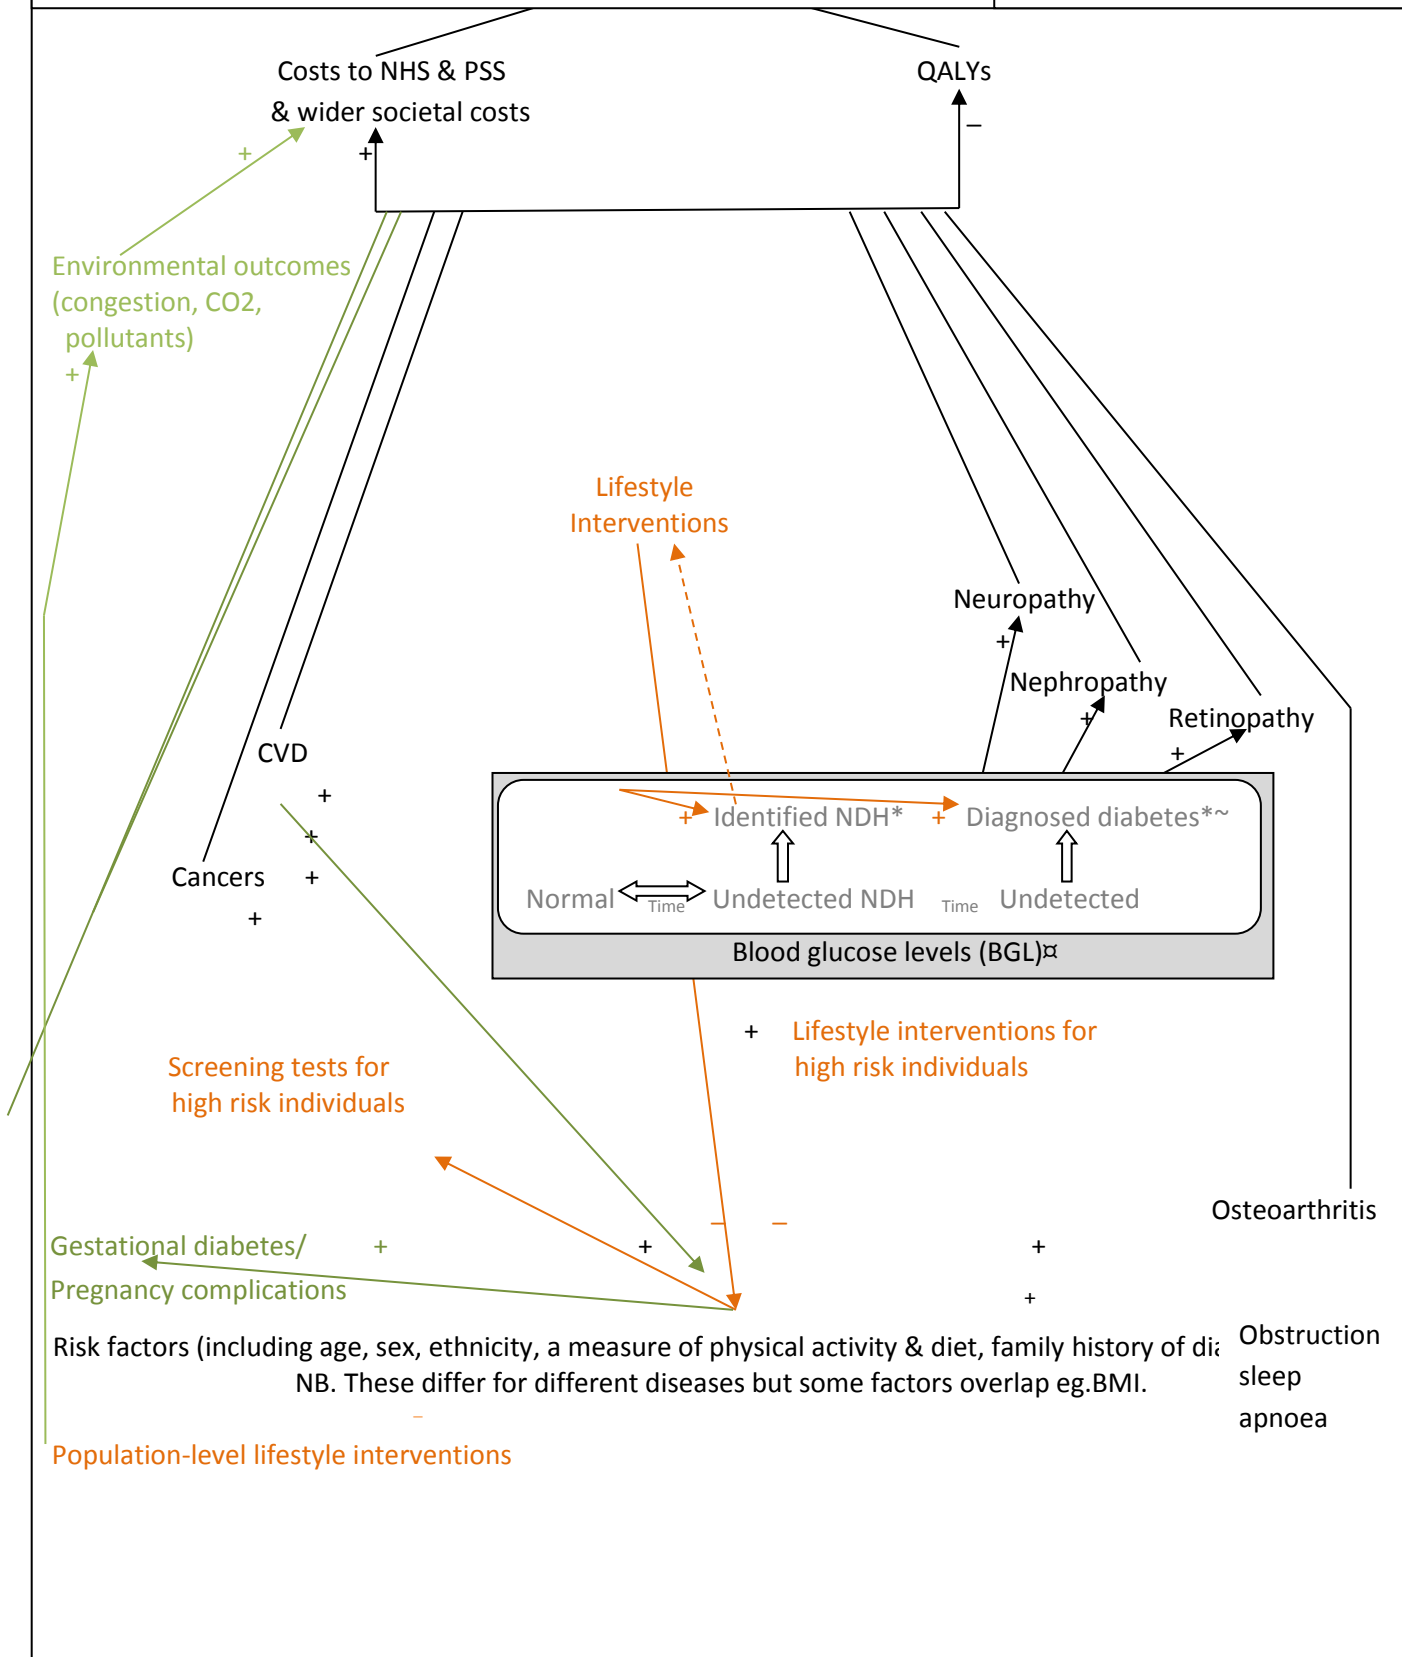 Costs to NHS & PSS
& wider societal costs
QALYs
–
+
+
Environmental outcomes
(congestion, CO2,
pollutants)
+
Lifestyle
Interventions
Neuropathy
+
Nephropathy
+
Retinopathy
+
CVD
+
+
Cancers +
+
+ Identified NDH* + Diagnosed diabetes*~
Normal Time Undetected NDH Time Undetected
Blood glucose levels (BGL)¤
+ Lifestyle interventions for
high risk individuals
Screening tests for
high risk individuals
– –
Osteoarthritis
Gestational diabetes/ + + +
Pregnancy complications +
Risk factors (including age, sex, ethnicity, a measure of physical activity & diet, family history of
NB. These differ for different diseases but some factors overlap eg.BMI.
Obstruction
sleep
apnoea
–
Population-level lifestyle interventions